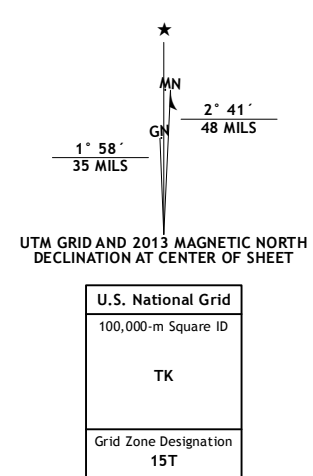 ★
MN
GN
2° 41´
48 MILS
1° 58´
35 MILS
UTM GRID AND 2013 MAGNETIC NORTH
DECLINATION AT CENTER OF SHEET
U.S. National Grid
100,000-m Square ID
TK
Grid Zone Designation
15T